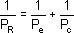 1/P_R = 1/P_e + 1/P_c